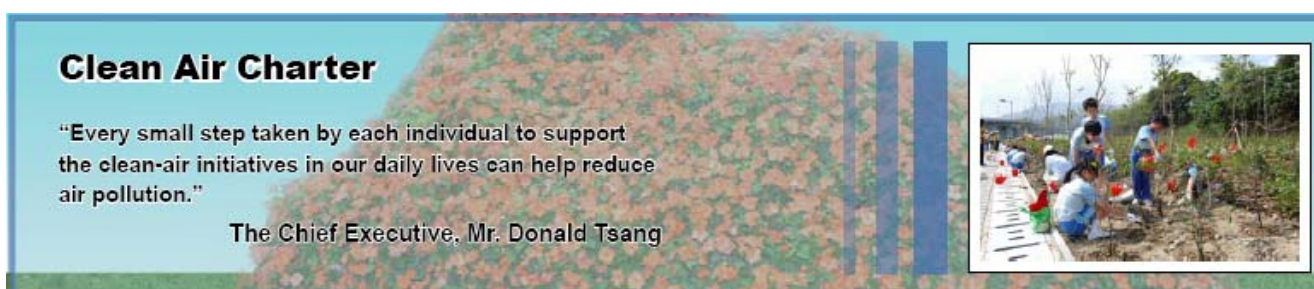 Clean Air Charter
“Every small step taken by each individual to support
the clean-air initiatives in our daily lives can help reduce
air pollution.”
The Chief Executive, Mr. Donald Tsang